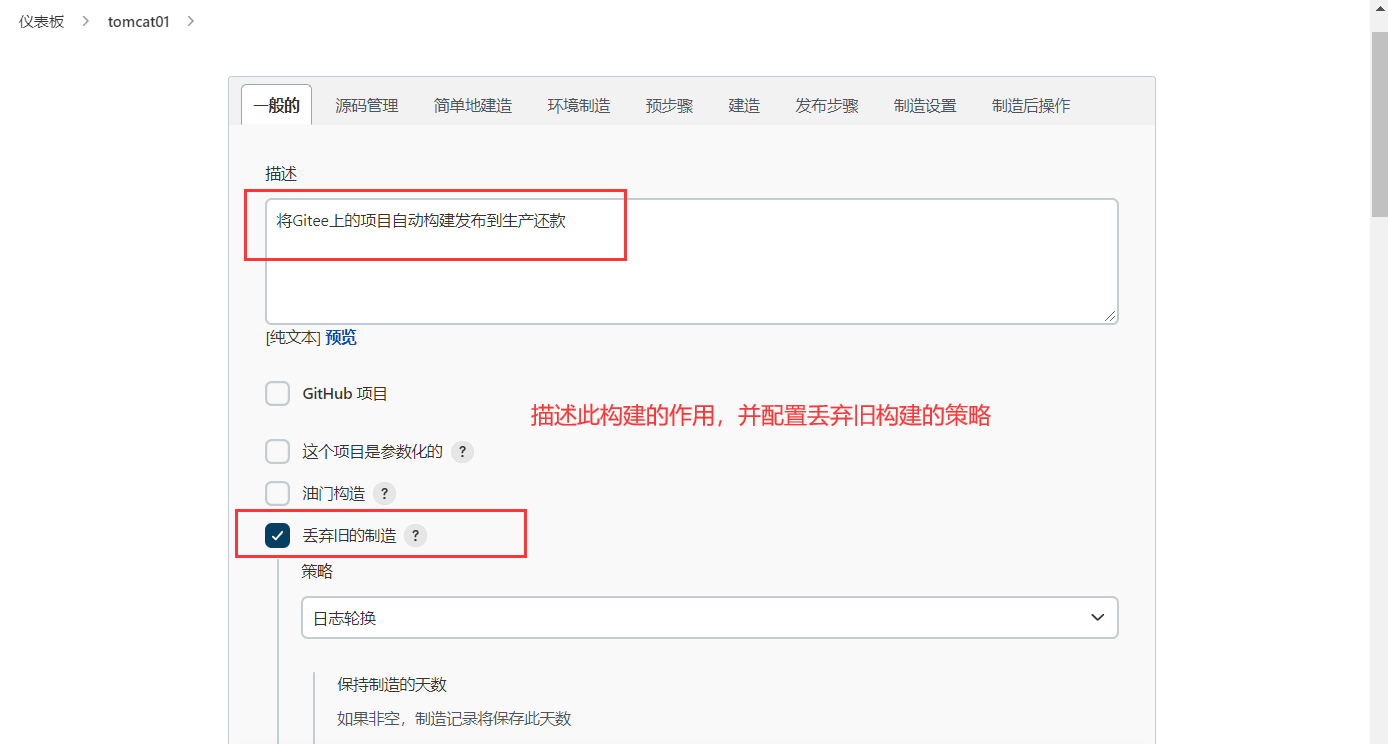 仪表板 > tomcat01 >
一般的 源码管理 简单地建造 环境制造 预步骤 建造 发布步骤 制造设置 制造后操作
描述
将Gitee上的项目自动构建发布到生产还款
[纯文本] 预览
GitHub 项目
描述此构建的作用，并配置丢弃旧构建的策略
这个项目是参数化的 ?
油门构造 ?
丢弃旧的制造 ?
策略
日志轮换
保持制造的天数
如果非空，制造记录将保存此天数